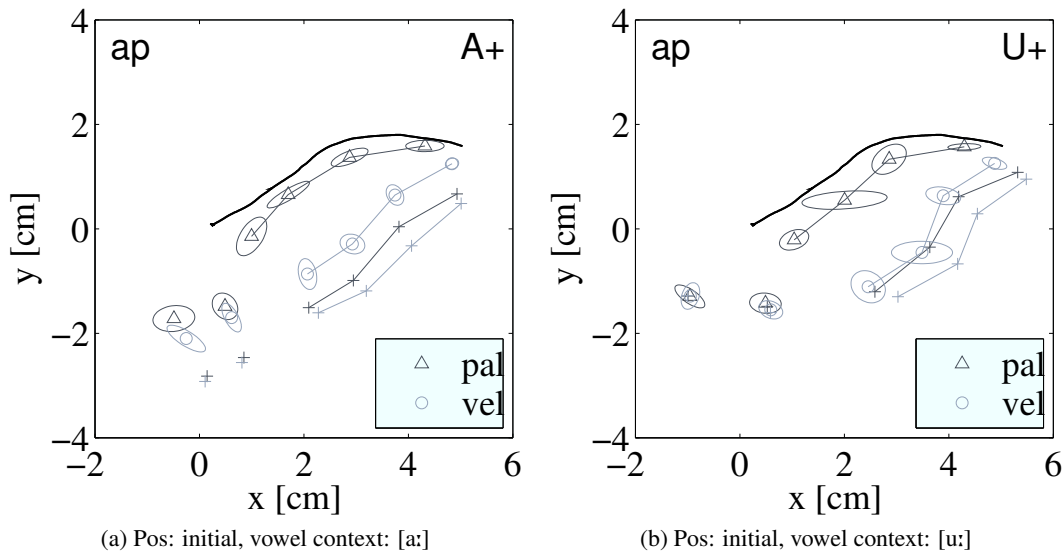 ap A+
4
2
0
−2
−4
y [cm]
pal
vel
−2 0 2 4 6
x [cm]
(a) Pos: initial, vowel context: [aː]
ap U+
4
2
0
−2
−4
y [cm]
pal
vel
−2 0 2 4 6
x [cm]
(b) Pos: initial, vowel context: [uː]